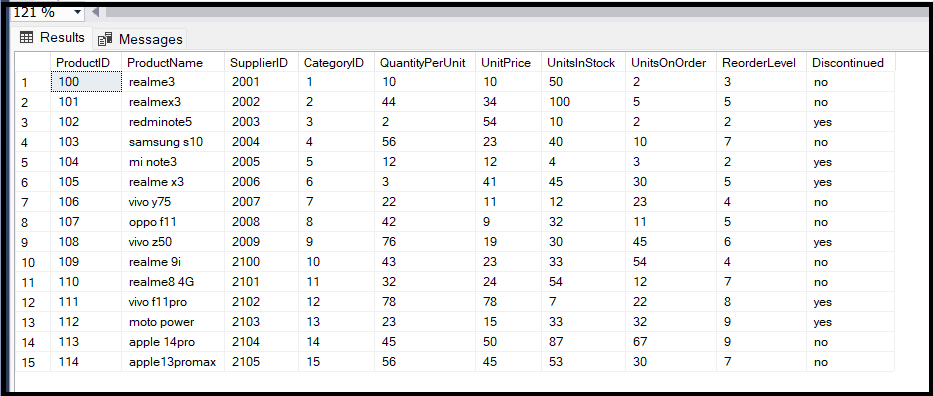 121 %
Results Messages
ProductID ProductName SupplierID CategoryID QuantityPerUnit UnitPrice UnitsInStock UnitsOnOrder ReorderLevel Discontinued
1 100 realme3 2001 1 10 10 50 2 3 no
2 101 realmex3 2002 2 44 34 100 5 5 no
3 102 redminote5 2003 3 2 54 10 2 2 yes
4 103 samsung s10 2004 4 56 23 40 10 7 no
5 104 mi note3 2005 5 12 12 4 3 2 yes
6 105 realme x3 2006 6 3 41 45 30 5 yes
7 106 vivo y75 2007 7 22 11 12 23 4 no
8 107 oppo f11 2008 8 42 9 32 11 5 no
9 108 vivo z50 2009 9 76 19 30 45 6 yes
10 109 realme 9i 2100 10 43 23 33 54 4 no
11 110 realme8 4G 2101 11 32 24 54 12 7 no
12 111 vivo f11pro 2102 12 78 78 7 22 8 yes
13 112 moto power 2103 13 23 15 33 32 9 yes
14 113 apple 14pro 2104 14 45 50 87 67 9 no
15 114 apple13promax 2105 15 56 45 53 30 7 no